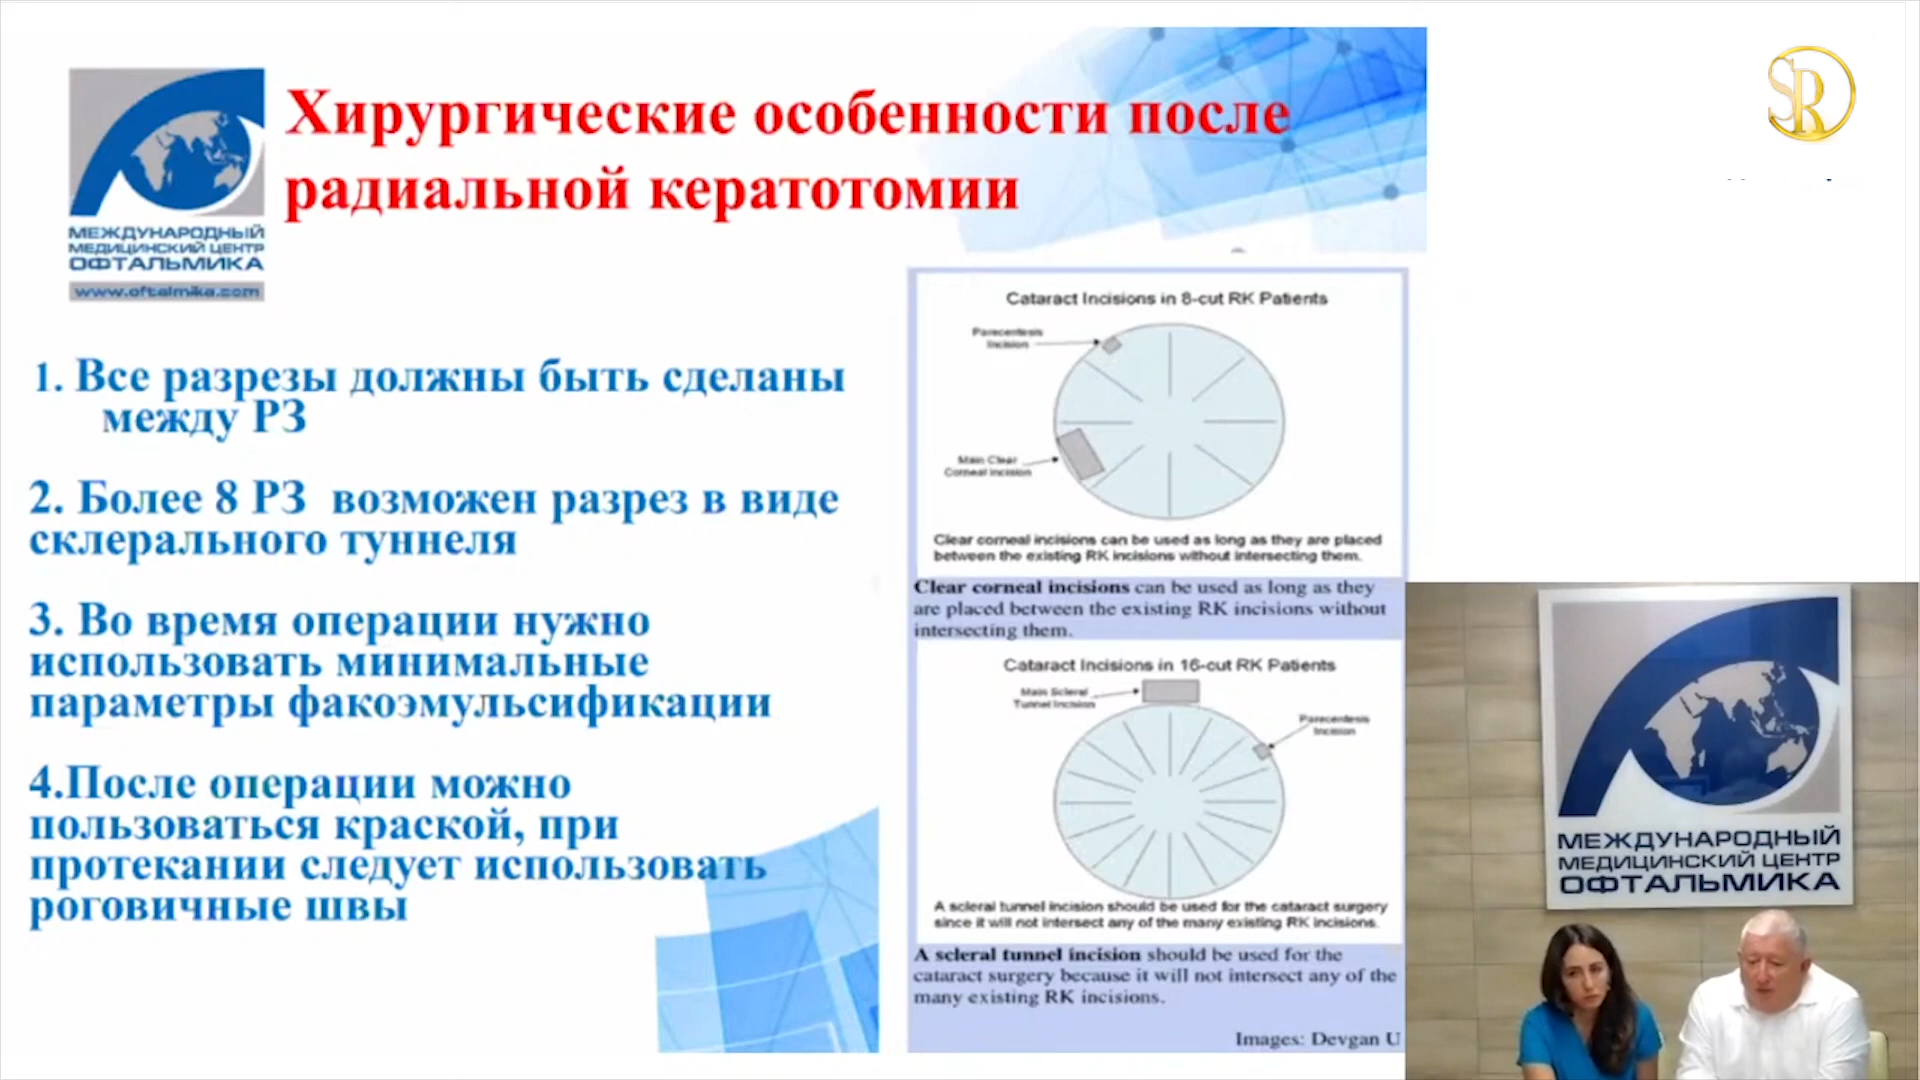 Хирургические особенности после
радиальной кератотомии
МЕЖДУНАРОДНЫЙ
МЕДИЦИНСКИЙ ЦЕНТР
ОФТАЛЬМИКА
www.oftalmika.com
SR
1. Все разрезы должны быть сделаны
между РЗ
2. Более 8 РЗ возможен разрез в виде
склерального туннеля
3. Во время операции нужно
использовать минимальные
параметры факоэмульсификации
4.После операции можно
пользоваться краской, при
протекании следует использовать
роговичные швы
Cataract Incisions in 8-cut RK Patients
Paracentesis
Incision
Main Clear
Corneal Incision
Clear corneal incisions can be used as long as they are placed
between the existing RK incisions without intersecting them.
Clear corneal incisions can be used as long as they
are placed between the existing RK incisions without
intersecting them.
Cataract Incisions in 16-cut RK Patients
Main Scleral
Tunnel Incision
Paracentesis
Incision
A scleral tunnel incision should be used for the cataract surgery
since it will not intersect any of the many existing RK incisions.
A scleral tunnel incision should be used for the
cataract surgery because it will not intersect any of the
many existing RK incisions.
Images: Devgan U
МЕЖДУНАРОДНЫЙ
МЕДИЦИНСКИЙ ЦЕНТР
ОФТАЛЬМИКА